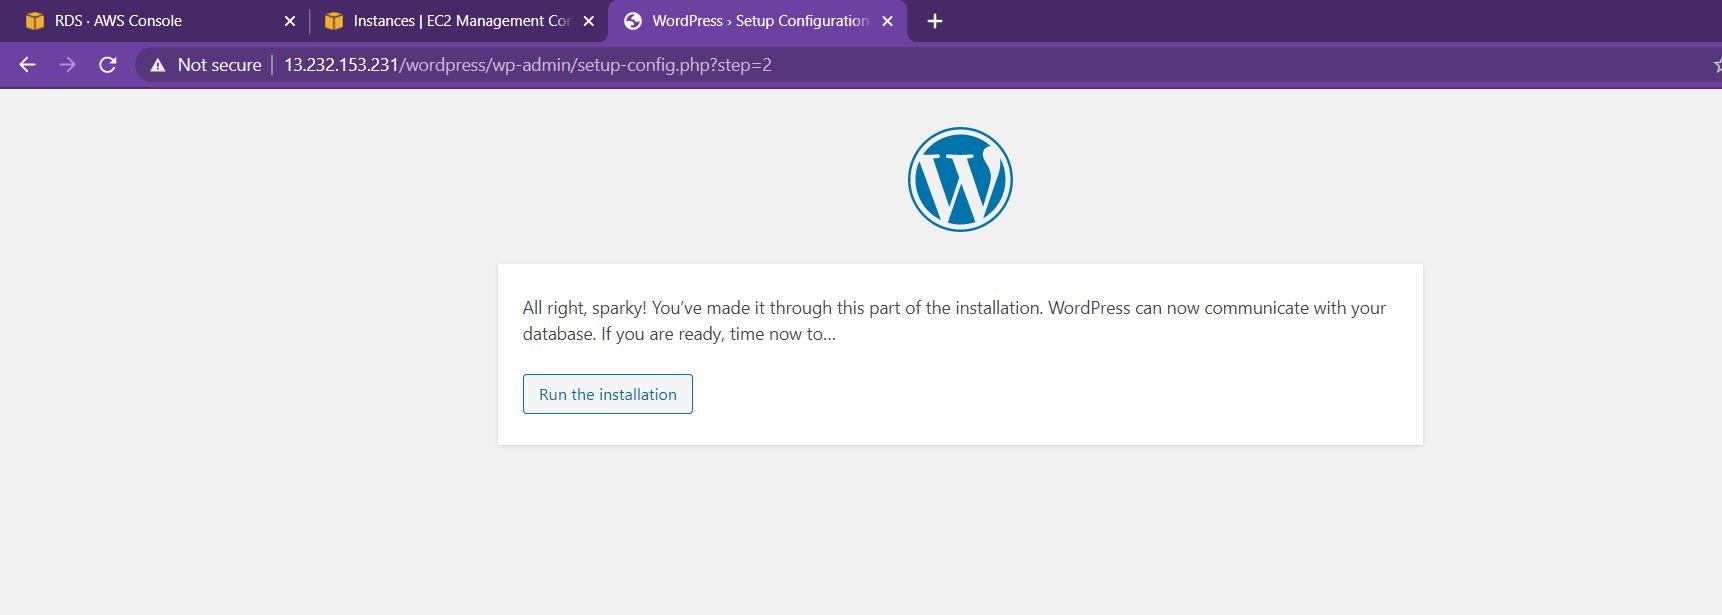 RDS · AWS Console
Instances | EC2 Management Con
WordPress › Setup Configuration
Not secure
13.232.153.231/wordpress/wp-admin/setup-config.php?step=2
W
All right, sparky! You’ve made it through this part of the installation. WordPress can now communicate with your
database. If you are ready, time now to…
Run the installation